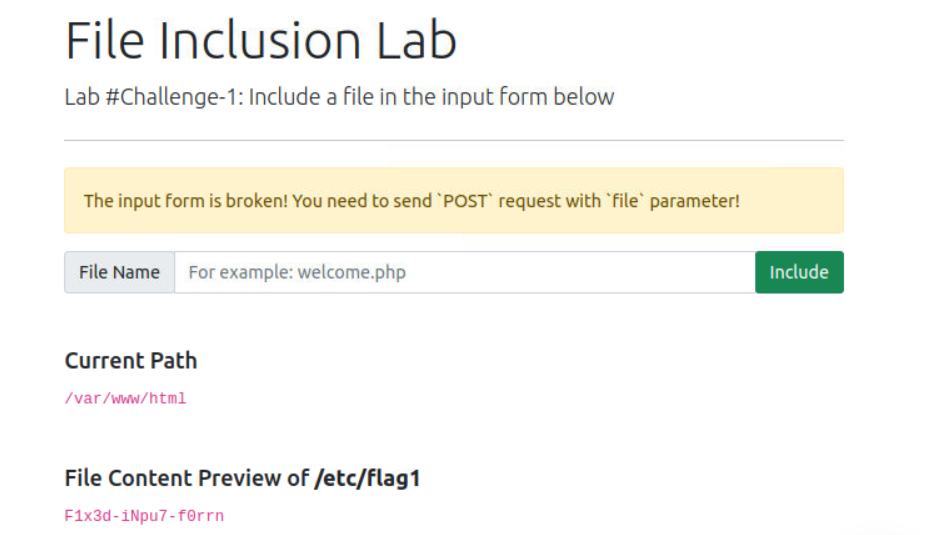 File Inclusion Lab
Lab #Challenge-1: Include a file in the input form below
The input form is broken! You need to send `POST` request with `file` parameter!
File Name For example: welcome.php Include
Current Path
/var/www/html
File Content Preview of /etc/flag1
F1x3d-iNpu7-f0rrn